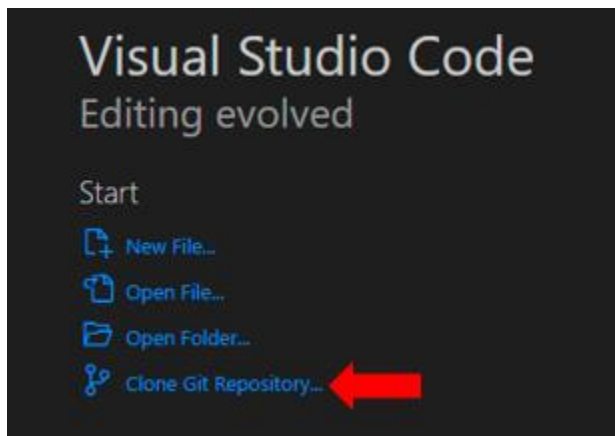 Visual Studio Code
Editing evolved
Start
New File...
Open File...
Open Folder...
Clone Git Repository...